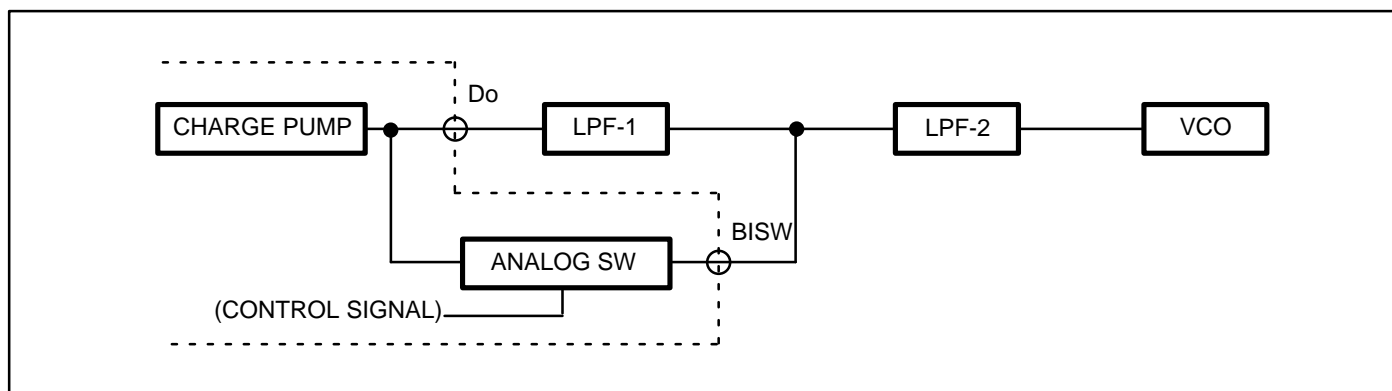 Do
CHARGE PUMP
LPF-1
LPF-2
VCO
BISW
ANALOG SW
(CONTROL SIGNAL)